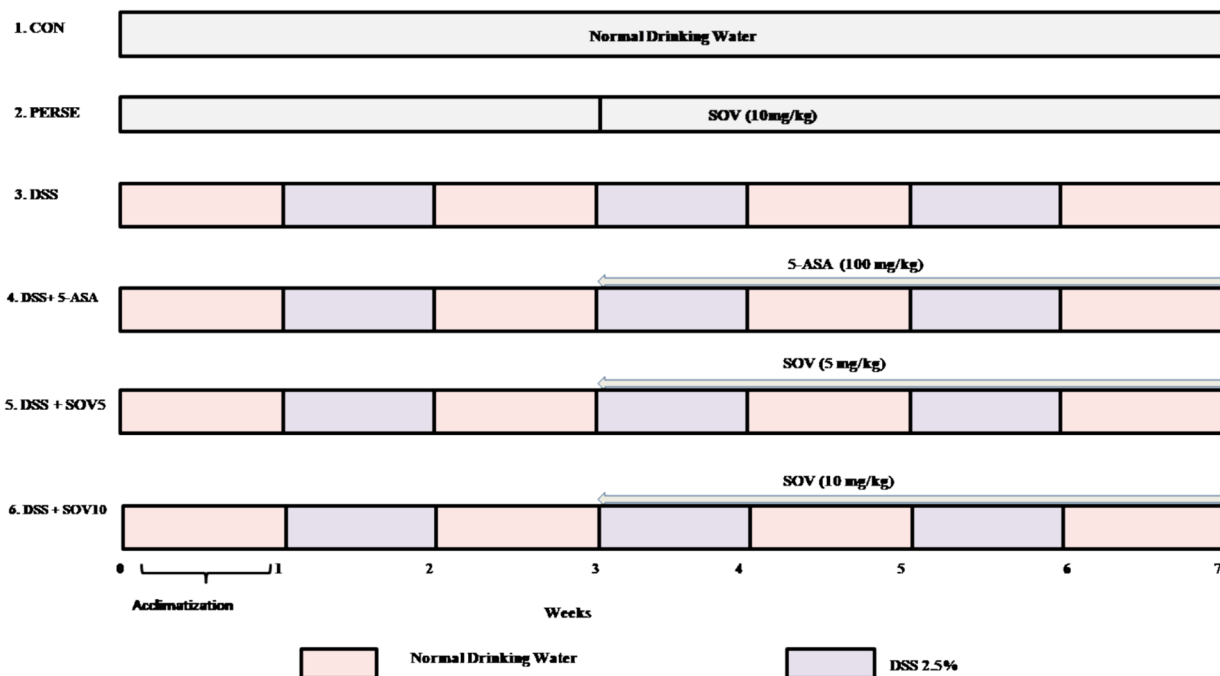 1. CON
Normal Drinking Water
2. PERSE
SOV (10mg/kg)
3. DSS
5-ASA (100 mg/kg)
4. DSS+ 5-ASA
SOV (5 mg/kg)
5. DSS + SOV5
SOV (10 mg/kg)
6. DSS + SOV10
0 1 2 3 4 5 6 7
Acclimatization
Weeks
Normal Drinking Water
DSS 2.5%